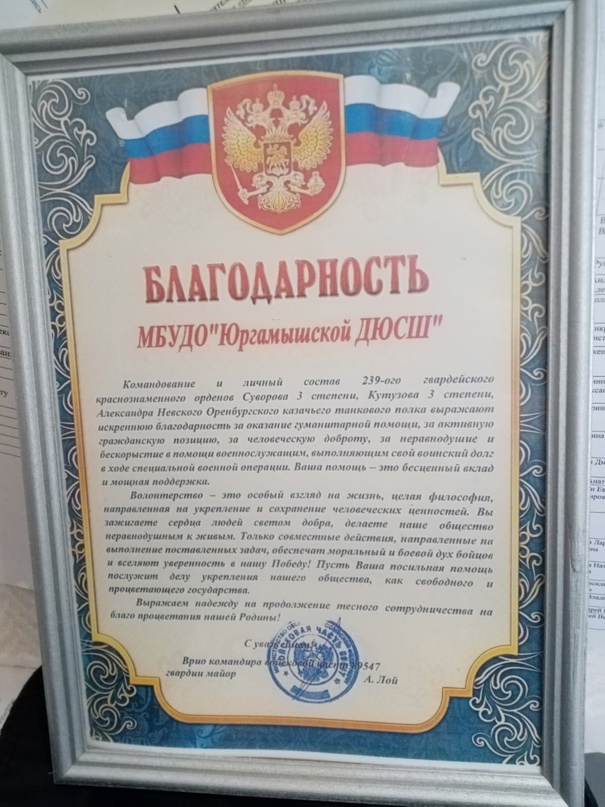 БЛАГОДАРНОСТЬ
МБУДО"Юргамышской ДЮСШ"
Командование и личный состав 239-ого гвардейского
краснознаменного орденов Суворова 3 степени, Кутузова 3 степени,
Александра Невского Оренбургского казачьего танкового полка выражают
искреннюю благодарность за оказание гуманитарной помощи, за активную
гражданскую позицию, за человеческую доброту, за неравнодушие и
бескорыстие в помощи военнослужащим, выполняющим свой воинский долг
в ходе специальной военной операции. Ваша помощь – это бесценный вклад
и мощная поддержка.
Волонтерство – это особый взгляд на жизнь, целая философия,
направленная на укрепление и сохранение человеческих ценностей. Вы
зажигаете сердца людей светом добра, делаете наше общество
неравнодушным к живым. Только совместные действия, направленные на
выполнение поставленных задач, обеспечат моральный и боевой дух бойцов
и вселяют уверенность в нашу Победу! Пусть Ваша посильная помощь
послужит делу укрепления нашего общества, как свободного и
процветающего государства.
Выражаем надежду на продолжение тесного сотрудничества на
благо процветания нашей Родины!
С уважением,
Врио командира войсковой части 89547
гвардии майор А. Лой
ВОЙСКОВАЯ ЧАСТЬ